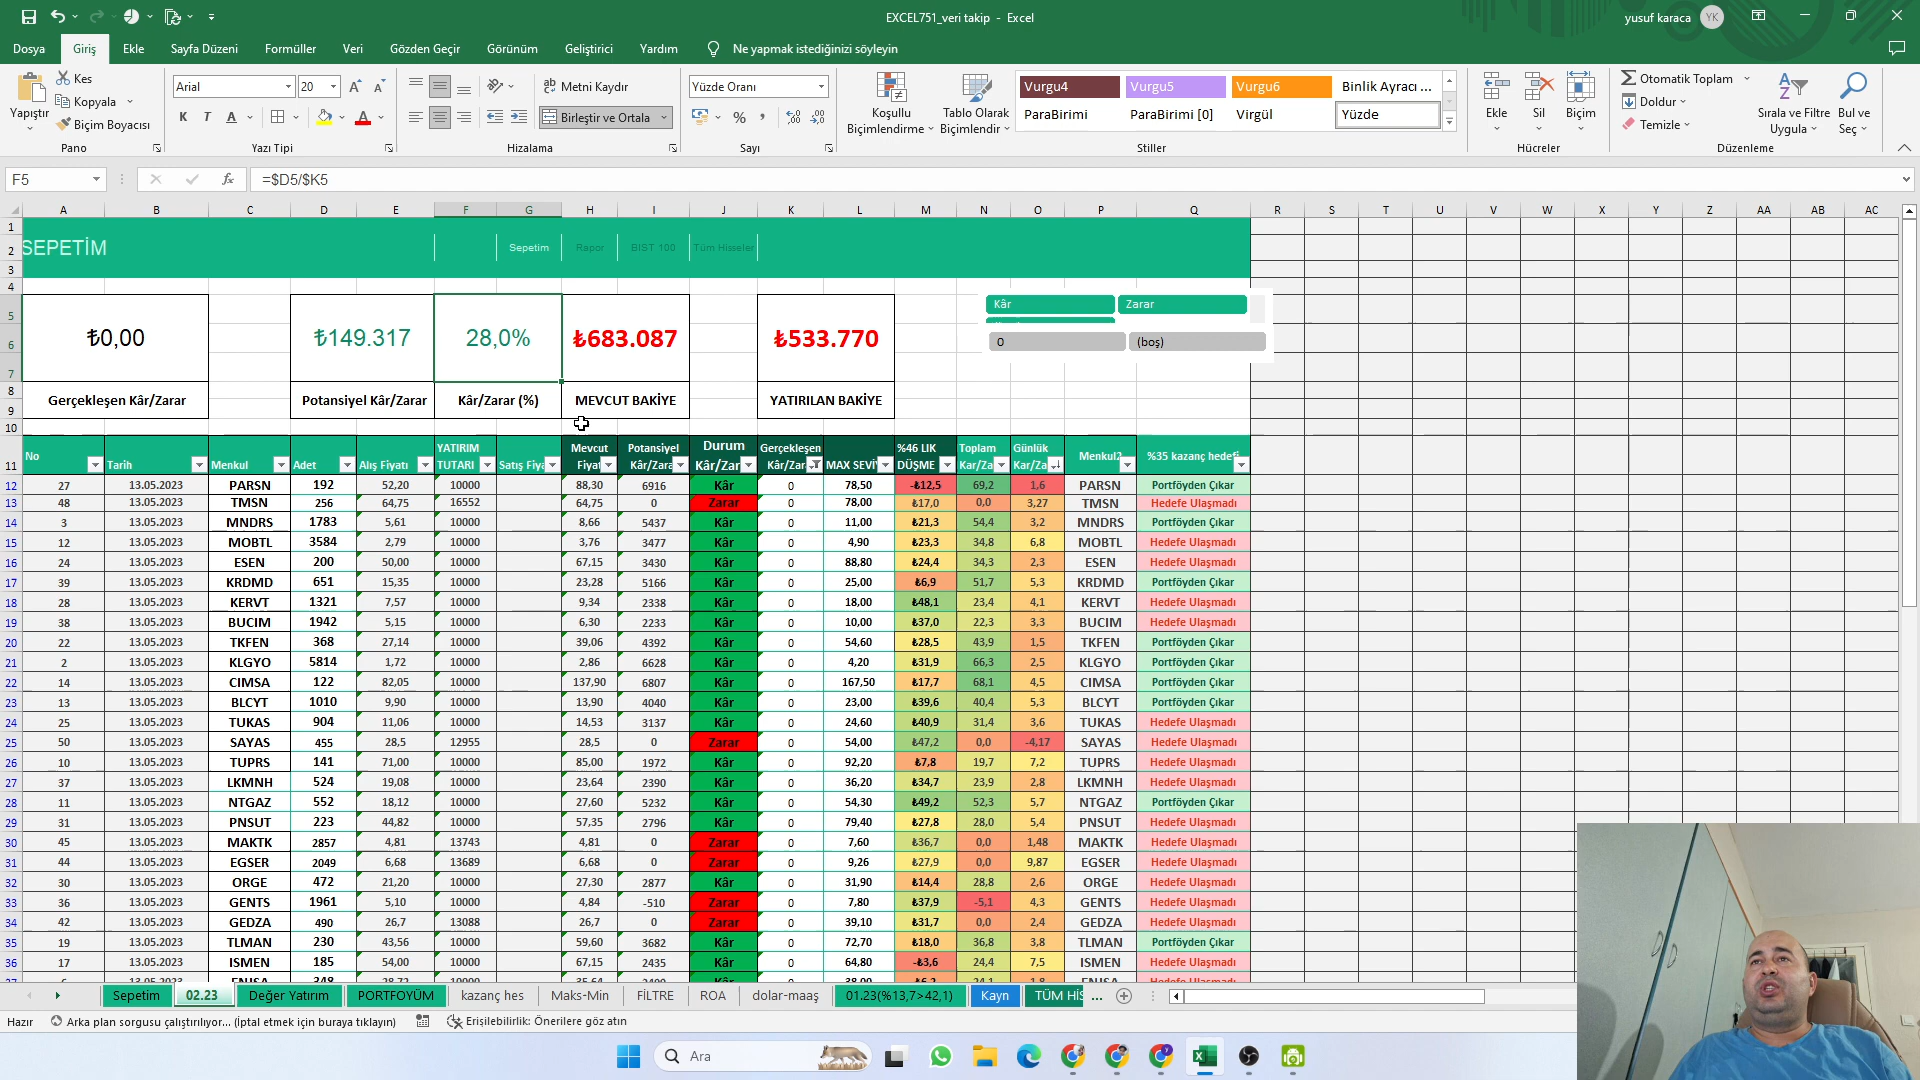 EXCEL751_veri takip - Excel
yusuf karaca YK
Dosya Giriş Ekle Sayfa Düzeni Formüller Veri Gözden Geçir Görünüm Geliştirici Yardım Ne yapmak istediğinizi söyleyin
Yapıştır Kes Kopyala Biçim Boyacısı Pano
Arial 20 K T A Yazı Tipi
Metni Kaydır Birleştir ve Ortala Hizalama
Yüzde Oranı % Sayı
Koşullu Biçimlendirme Tablo Olarak Biçimlendir
Vurgu4 Vurgu5 Vurgu6 Binlik Ayracı ...
ParaBirimi ParaBirimi [0] Virgül Yüzde
Stiller
Ekle Sil Biçim Hücreler
Otomatik Toplam Doldur Temizle Sırala ve Filtre Uygula Bul ve Seç Düzenleme
F5 fx =$D5/$K5
A B C D E F G H I J K L M N O P Q R S T U V W X Y Z AA AB AC
SEPETİM Sepetim Rapor BIST 100 Tüm Hisseler
₺0,00 ₺149.317 28,0% ₺683.087 ₺533.770
Kâr Zarar
0 (boş)
Gerçekleşen Kâr/Zarar Potansiyel Kâr/Zarar Kâr/Zarar (%) MEVCUT BAKİYE YATIRILAN BAKİYE
No Tarih Menkul Adet Alış Fiyatı YATIRIM TUTARI Satış Fiya Mevcut Fiyat Potansiyel Kâr/Zara Durum Kâr/Zar Gerçekleşen Kâr/Zar MAX SEVİ %46 LIK DÜŞME Toplam Kar/Za Günlük Kar/Za Menkul2 %35 kazanç hedefi
12 27 13.05.2023 PARSN 192 52,20 10000 88,30 6916 Kâr 0 78,50 -₺12,5 69,2 1,6 PARSN Portföyden Çıkar
13 48 13.05.2023 TMSN 256 64,75 16552 64,75 0 Zarar 0 78,00 ₺17,0 0,0 3,27 TMSN Hedefe Ulaşmadı
14 3 13.05.2023 MNDRS 1783 5,61 10000 8,66 5437 Kâr 0 11,00 ₺21,3 54,4 3,2 MNDRS Portföyden Çıkar
15 12 13.05.2023 MOBTL 3584 2,79 10000 3,76 3477 Kâr 0 4,90 ₺23,3 34,8 6,8 MOBTL Hedefe Ulaşmadı
16 24 13.05.2023 ESEN 200 50,00 10000 67,15 3430 Kâr 0 88,80 ₺24,4 34,3 2,3 ESEN Hedefe Ulaşmadı
17 39 13.05.2023 KRDMD 651 15,35 10000 23,28 5166 Kâr 0 25,00 ₺6,9 51,7 5,3 KRDMD Portföyden Çıkar
18 28 13.05.2023 KERVT 1321 7,57 10000 9,34 2338 Kâr 0 18,00 ₺48,1 23,4 4,1 KERVT Hedefe Ulaşmadı
19 38 13.05.2023 BUCIM 1942 5,15 10000 6,30 2233 Kâr 0 10,00 ₺37,0 22,3 3,3 BUCIM Hedefe Ulaşmadı
20 22 13.05.2023 TKFEN 368 27,14 10000 39,06 4392 Kâr 0 54,60 ₺28,5 43,9 1,5 TKFEN Portföyden Çıkar
21 2 13.05.2023 KLGYO 5814 1,72 10000 2,86 6628 Kâr 0 4,20 ₺31,9 66,3 2,5 KLGYO Portföyden Çıkar
22 14 13.05.2023 CIMSA 122 82,05 10000 137,90 6807 Kâr 0 167,50 ₺17,7 68,1 4,5 CIMSA Portföyden Çıkar
23 13 13.05.2023 BLCYT 1010 9,90 10000 13,90 4040 Kâr 0 23,00 ₺39,6 40,4 5,3 BLCYT Portföyden Çıkar
24 25 13.05.2023 TUKAS 904 11,06 10000 14,53 3137 Kâr 0 24,60 ₺40,9 31,4 3,6 TUKAS Hedefe Ulaşmadı
25 50 13.05.2023 SAYAS 455 28,5 12955 28,5 0 Zarar 0 54,00 ₺47,2 0,0 -4,17 SAYAS Hedefe Ulaşmadı
26 10 13.05.2023 TUPRS 141 71,00 10000 85,00 1972 Kâr 0 92,20 ₺7,8 19,7 7,2 TUPRS Hedefe Ulaşmadı
27 37 13.05.2023 LKMNH 524 19,08 10000 23,64 2390 Kâr 0 36,20 ₺34,7 23,9 2,8 LKMNH Hedefe Ulaşmadı
28 11 13.05.2023 NTGAZ 552 18,12 10000 27,60 5232 Kâr 0 54,30 ₺49,2 52,3 5,7 NTGAZ Portföyden Çıkar
29 31 13.05.2023 PNSUT 223 44,82 10000 57,35 2796 Kâr 0 79,40 ₺27,8 28,0 5,4 PNSUT Hedefe Ulaşmadı
30 45 13.05.2023 MAKTK 2857 4,81 13743 4,81 0 Zarar 0 7,60 ₺36,7 0,0 1,48 MAKTK Hedefe Ulaşmadı
31 44 13.05.2023 EGSER 2049 6,68 13689 6,68 0 Zarar 0 9,26 ₺27,9 0,0 9,87 EGSER Hedefe Ulaşmadı
32 30 13.05.2023 ORGE 472 21,20 10000 27,30 2877 Kâr 0 31,90 ₺14,4 28,8 2,6 ORGE Hedefe Ulaşmadı
33 36 13.05.2023 GENTS 1961 5,10 10000 4,84 -510 Zarar 0 7,80 ₺37,9 -5,1 4,3 GENTS Hedefe Ulaşmadı
34 42 13.05.2023 GEDZA 490 26,7 13088 26,7 0 Zarar 0 39,10 ₺31,7 0,0 2,4 GEDZA Hedefe Ulaşmadı
35 19 13.05.2023 TLMAN 230 43,56 10000 59,60 3682 Kâr 0 72,70 ₺18,0 36,8 3,8 TLMAN Portföyden Çıkar
36 17 13.05.2023 ISMEN 185 54,00 10000 67,15 2435 Kâr 0 64,80 -₺3,6 24,4 7,5 ISMEN Hedefe Ulaşmadı
Sepetim 02.23 Değer Yatırım PORTFOYÜM kazanç hes Maks-Min FİLTRE ROA dolar-maaş 01.23(%13,7>42,1) Kayn TÜM HİS ...
Hazır Arka plan sorgusu çalıştırılıyor... (İptal etmek için buraya tıklayın) Erişilebilirlik: Önerilere göz atın
Ara